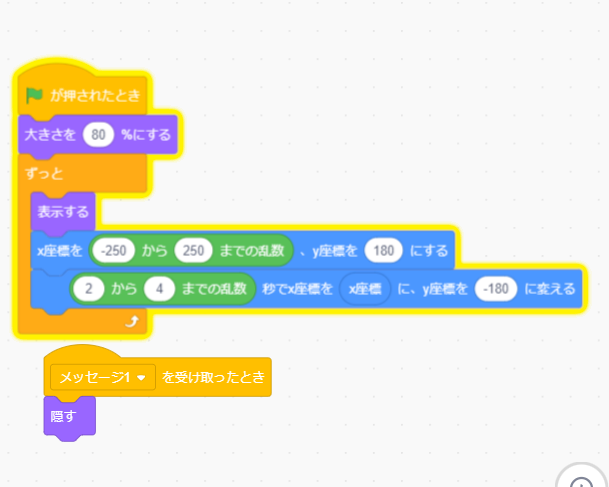 が押されたとき
大きさを 80 %にする
ずっと
表示する
x座標を -250 から 250 までの乱数 、y座標を 180 にする
2 から 4 までの乱数 秒でx座標を x座標 に、y座標を -180 に変える
メッセージ1 を受け取ったとき
隠す